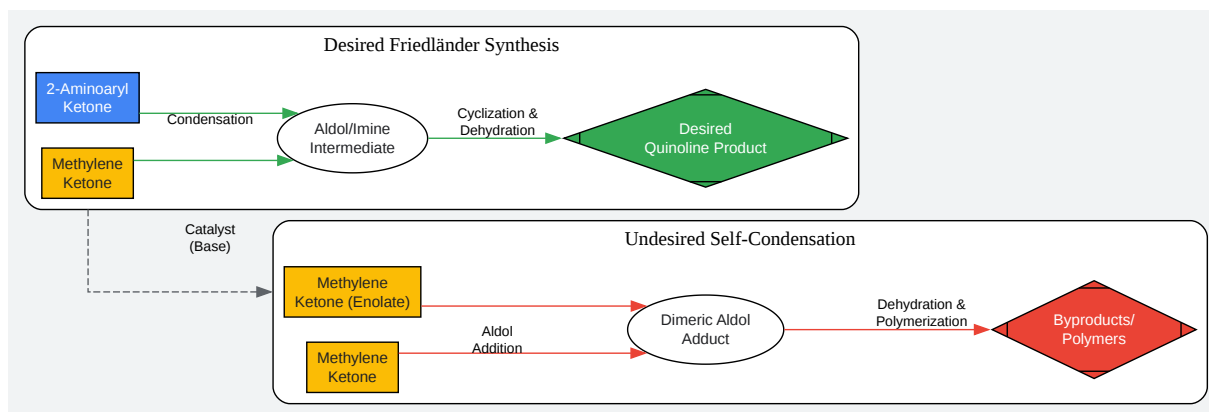 Desired Friedländer Synthesis
2-Aminoaryl
Ketone
Condensation
Methylene
Ketone
Aldol/Imine
Intermediate
Cyclization &
Dehydration
Desired
Quinoline Product
Catalyst
(Base)
Undesired Self-Condensation
Methylene
Ketone (Enolate)
Aldol
Addition
Methylene
Ketone
Dimeric Aldol
Adduct
Dehydration &
Polymerization
Byproducts/
Polymers